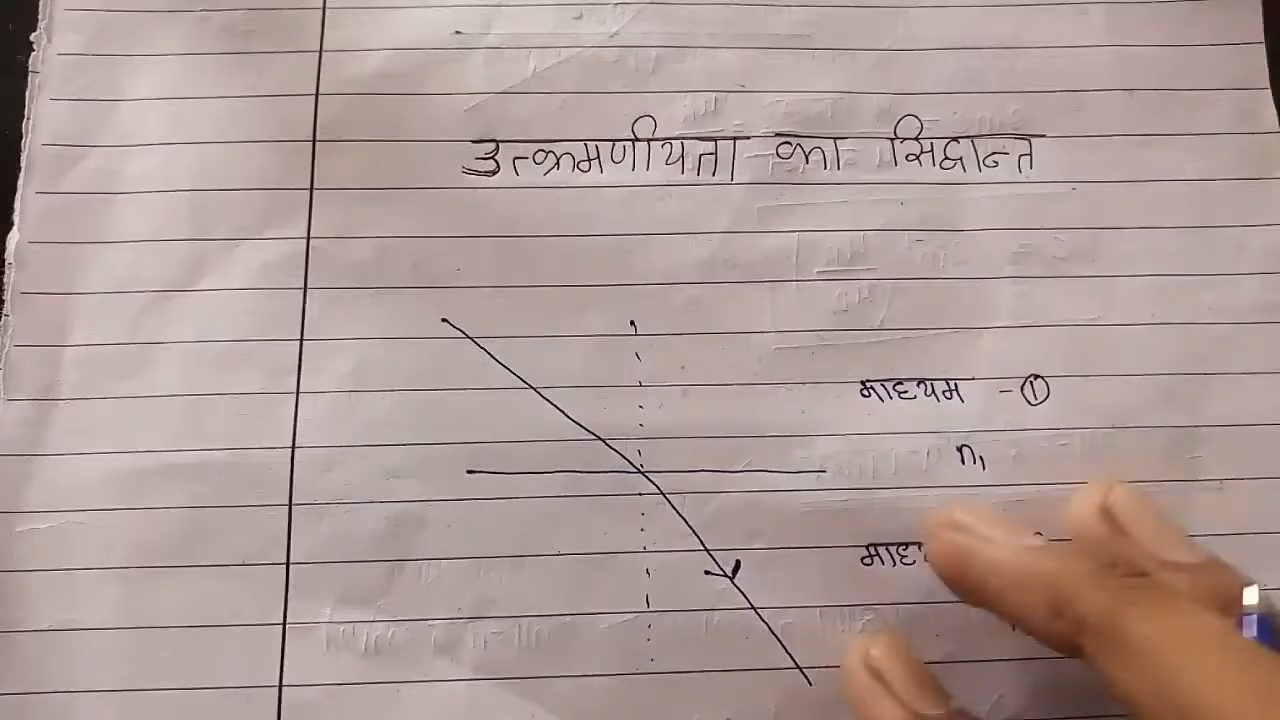 उत्क्रमणीयता का सिद्धान्त
माध्यम - ①
n₁